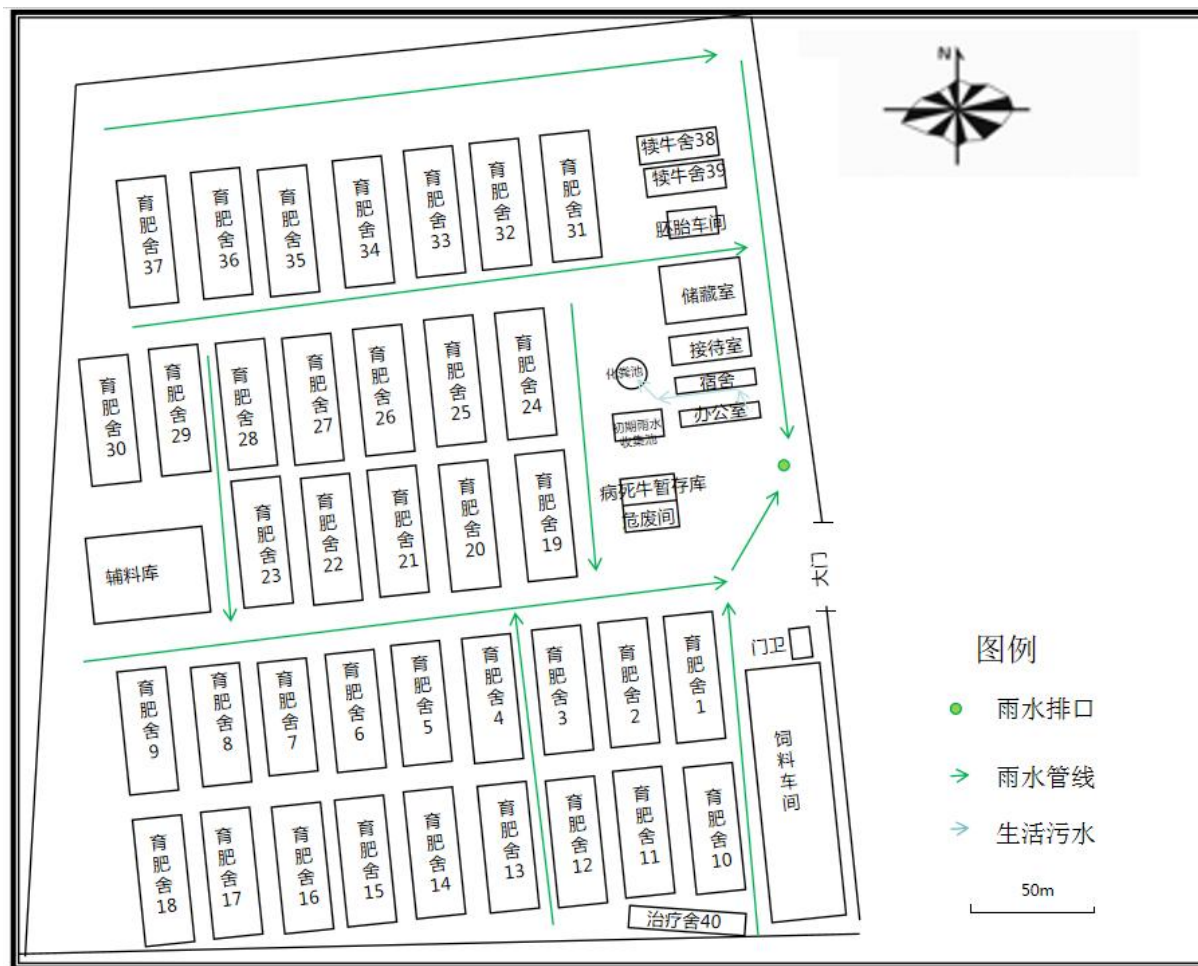 N
犊牛舍38
犊牛舍39
胚胎车间
育肥舍37
育肥舍36
育肥舍35
育肥舍34
育肥舍33
育肥舍32
育肥舍31
储藏室
接待室
宿舍
办公室
化粪池
初期雨水
收集池
病死牛暂存库
危废间
育肥舍30
育肥舍29
育肥舍28
育肥舍27
育肥舍26
育肥舍25
育肥舍24
辅料库
育肥舍23
育肥舍22
育肥舍21
育肥舍20
育肥舍19
大门
门卫
育肥舍9
育肥舍8
育肥舍7
育肥舍6
育肥舍5
育肥舍4
育肥舍3
育肥舍2
育肥舍1
饲料车间
育肥舍18
育肥舍17
育肥舍16
育肥舍15
育肥舍14
育肥舍13
育肥舍12
育肥舍11
育肥舍10
治疗舍40
图例
雨水排口
雨水管线
生活污水
50m